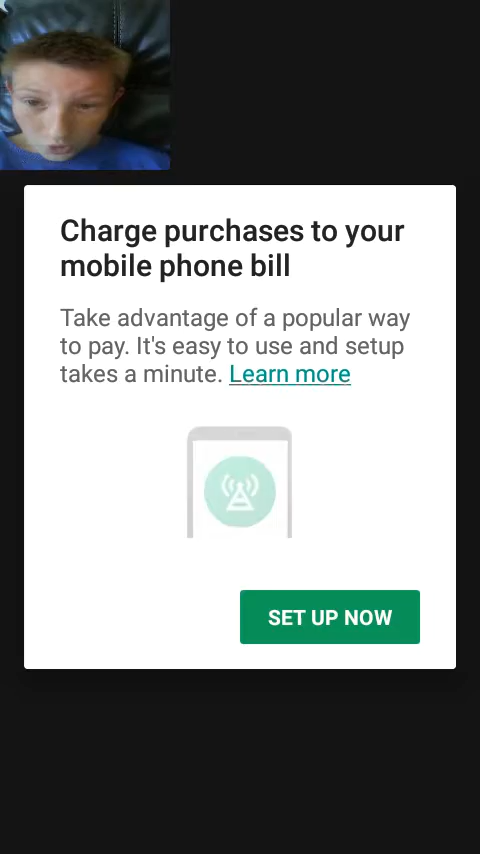 Charge purchases to your
mobile phone bill
Take advantage of a popular way
to pay. It's easy to use and setup
takes a minute. Learn more
SET UP NOW